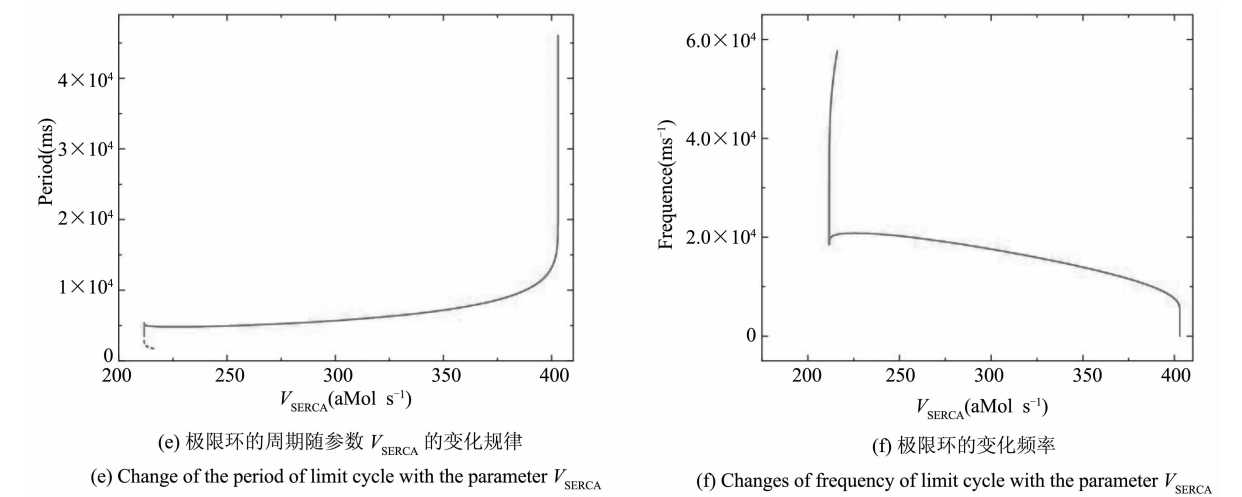 Period(ms)
4×10⁴
3×10⁴
2×10⁴
1×10⁴
0
200 250 300 350 400
V_SERCA(aMol s⁻¹)
(e) 极限环的周期随参数 V_SERCA 的变化规律
(e) Change of the period of limit cycle with the parameter V_SERCA
Frequence(ms⁻¹)
6.0×10⁴
4.0×10⁴
2.0×10⁴
0
200 250 300 350 400
V_SERCA(aMol s⁻¹)
(f) 极限环的变化频率
(f) Changes of frequency of limit cycle with the parameter V_SERCA